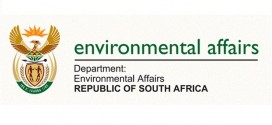 environmental affairs
Department:
Environmental Affairs
REPUBLIC OF SOUTH AFRICA